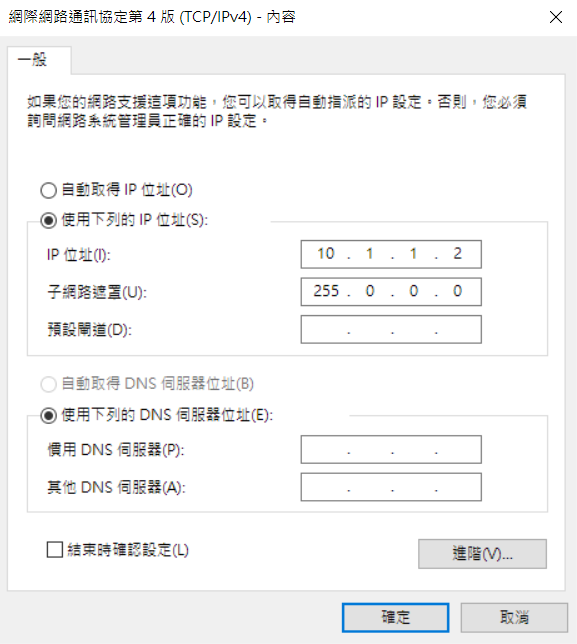 網際網路通訊協定第 4 版 (TCP/IPv4) - 內容
一般
如果您的網路支援這項功能，您可以取得自動指派的 IP 設定。否則，您必須
詢問網路系統管理員正確的 IP 設定。
自動取得 IP 位址(O)
使用下列的 IP 位址(S):
IP 位址(I): 10 . 1 . 1 . 2
子網路遮罩(U): 255 . 0 . 0 . 0
預設閘道(D): . . .
自動取得 DNS 伺服器位址(B)
使用下列的 DNS 伺服器位址(E):
慣用 DNS 伺服器(P): . . .
其他 DNS 伺服器(A): . . .
結束時確認設定(L)
進階(V)...
確定 取消